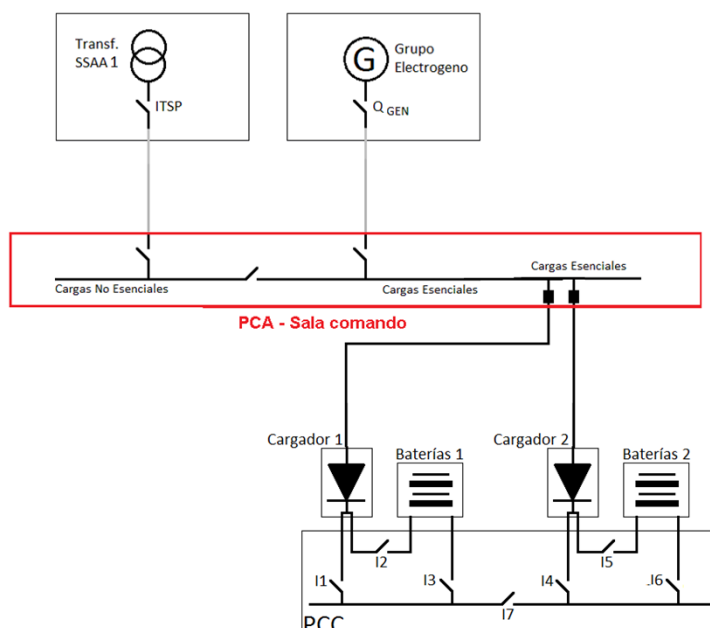 Transf.
SSAA 1
ITSP
G
Grupo
Electrogeno
Q GEN
Cargas No Esenciales
Cargas Esenciales
Cargas Esenciales
PCA - Sala comando
Cargador 1
Baterías 1
Cargador 2
Baterías 2
I2
I5
I1
I3
I4
.I6
I7
PCC